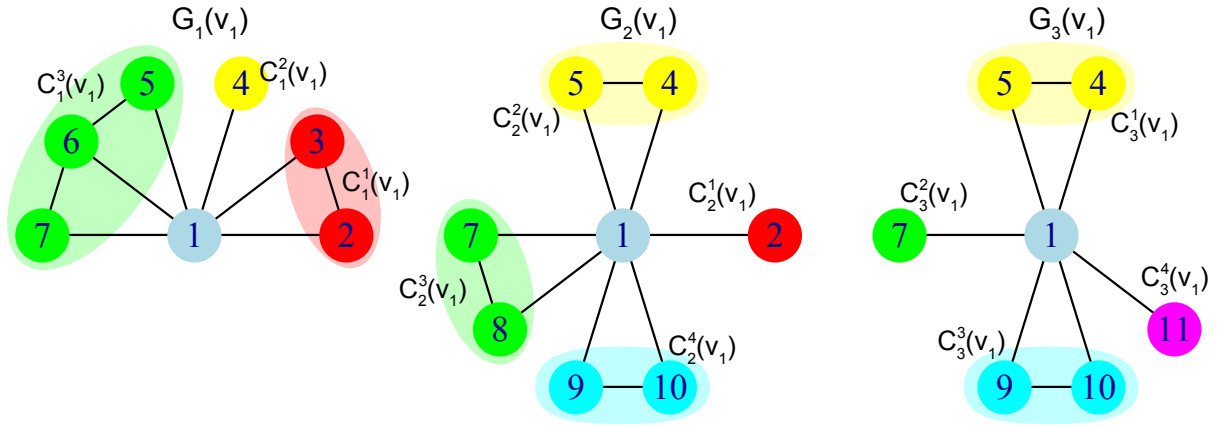 G₁(v₁)
C₁³(v₁)
5
4
C₁²(v₁)
6
3
C₁¹(v₁)
7
1
2
G₂(v₁)
5
4
C₂²(v₁)
C₂¹(v₁)
7
1
2
C₂³(v₁)
8
C₂⁴(v₁)
9
10
G₃(v₁)
5
4
C₃¹(v₁)
C₃²(v₁)
7
1
C₃⁴(v₁)
11
C₃³(v₁)
9
10